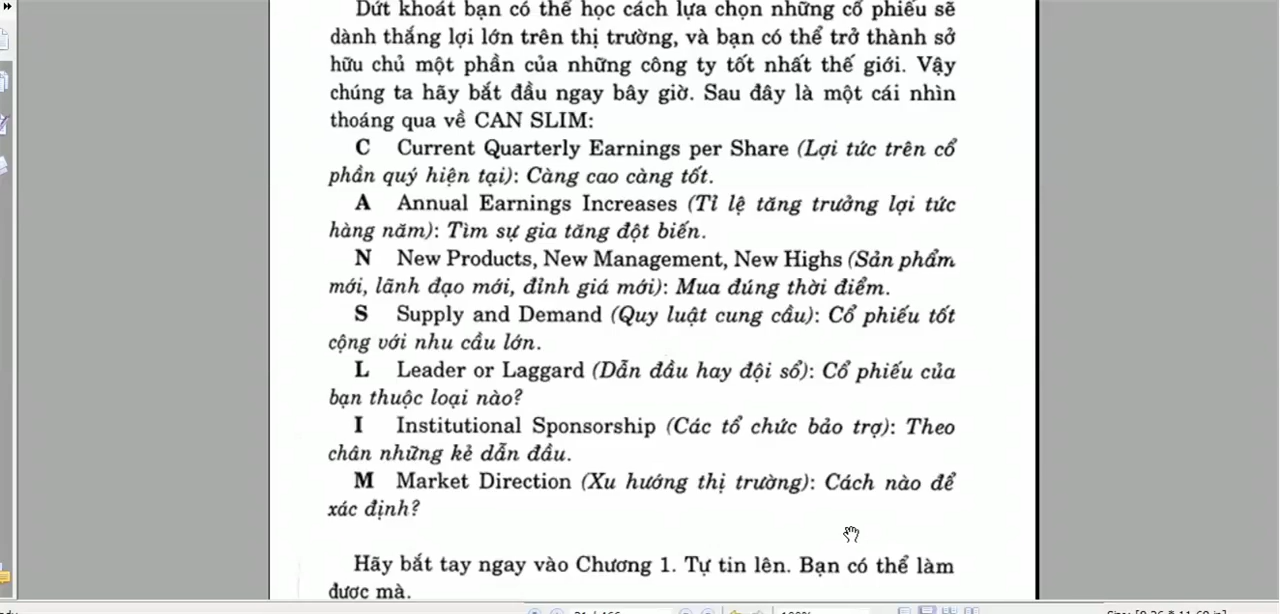 Dứt khoát bạn có thể học cách lựa chọn những cổ phiếu sẽ
dành thắng lợi lớn trên thị trường, và bạn có thể trở thành sở
hữu chủ một phần của những công ty tốt nhất thế giới. Vậy
chúng ta hãy bắt đầu ngay bây giờ. Sau đây là một cái nhìn
thoáng qua về CAN SLIM:
C Current Quarterly Earnings per Share (Lợi tức trên cổ
phần quý hiện tại): Càng cao càng tốt.
A Annual Earnings Increases (Tỉ lệ tăng trưởng lợi tức
hàng năm): Tìm sự gia tăng đột biến.
N New Products, New Management, New Highs (Sản phẩm
mới, lãnh đạo mới, đỉnh giá mới): Mua đúng thời điểm.
S Supply and Demand (Quy luật cung cầu): Cổ phiếu tốt
cộng với nhu cầu lớn.
L Leader or Laggard (Dẫn đầu hay đội sổ): Cổ phiếu của
bạn thuộc loại nào?
I Institutional Sponsorship (Các tổ chức bảo trợ): Theo
chân những kẻ dẫn đầu.
M Market Direction (Xu hướng thị trường): Cách nào để
xác định?
Hãy bắt tay ngay vào Chương 1. Tự tin lên. Bạn có thể làm
được mà.